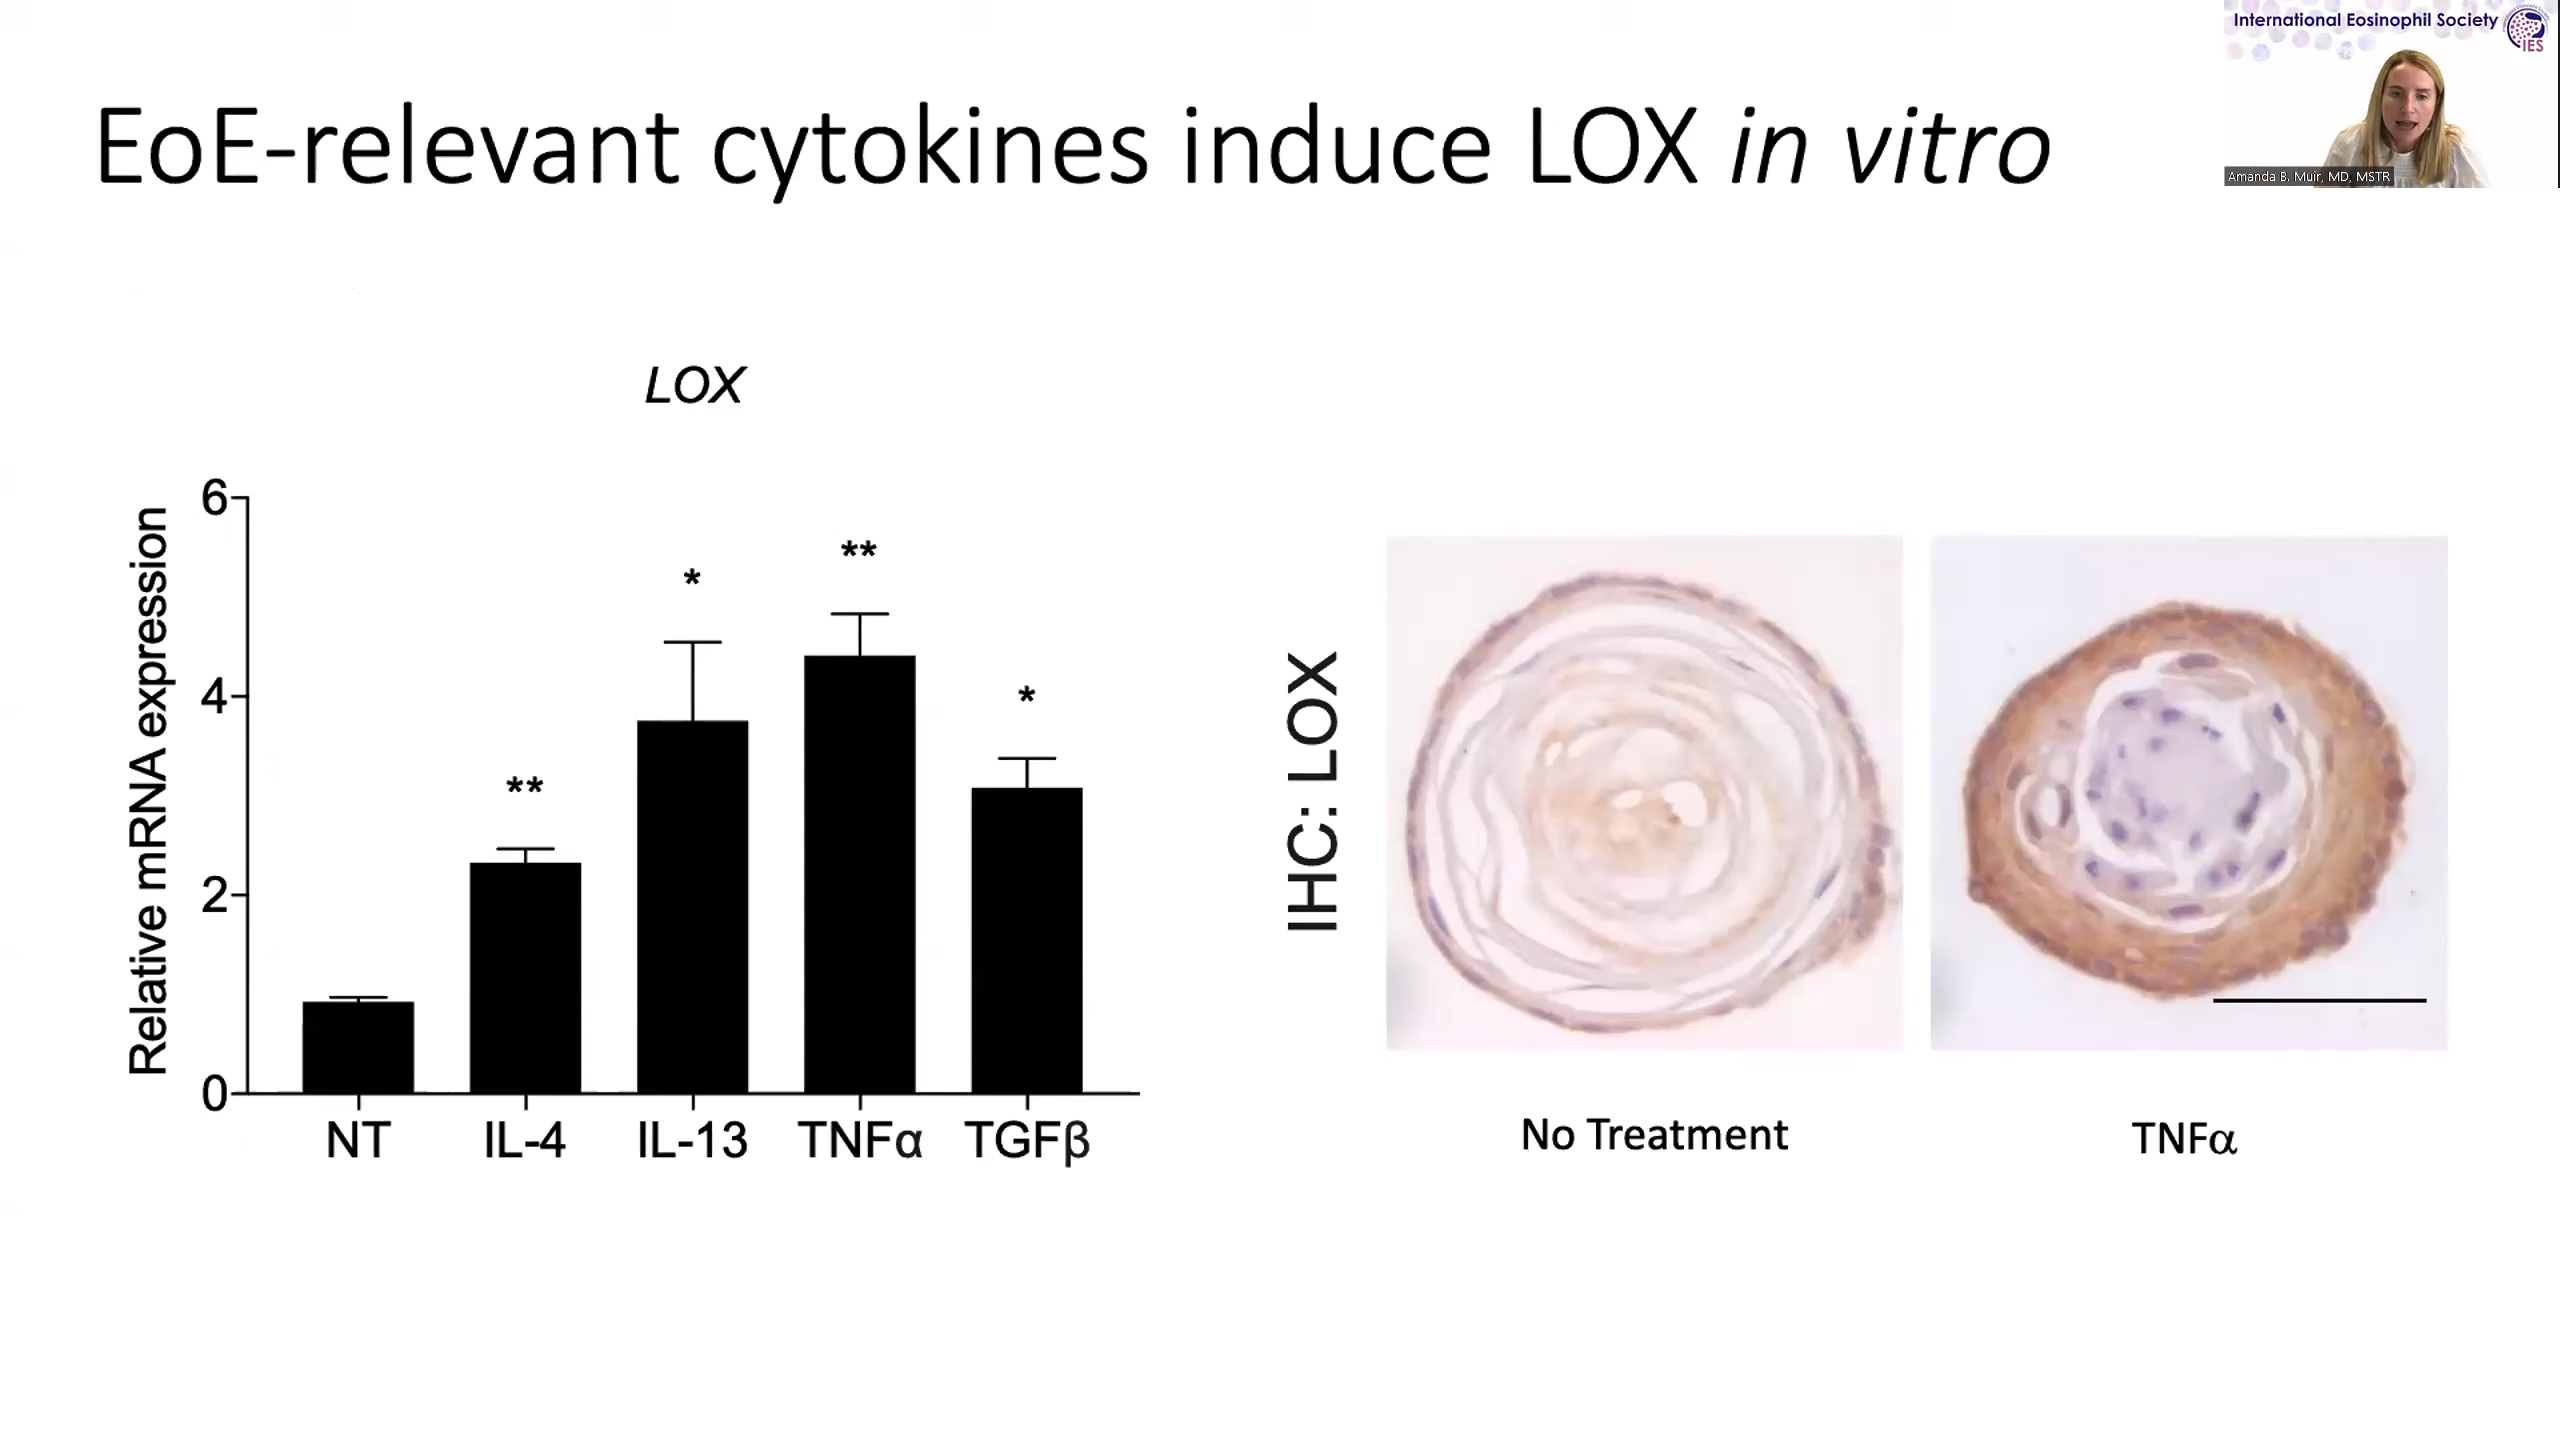 International Eosinophil Society
IES
Amanda B. Muir, MD, MSTR
EoE-relevant cytokines induce LOX in vitro
LOX
Relative mRNA expression
6
4
2
0
**
*
**
*
NT IL-4 IL-13 TNFα TGFβ
IHC: LOX
No Treatment
TNFα